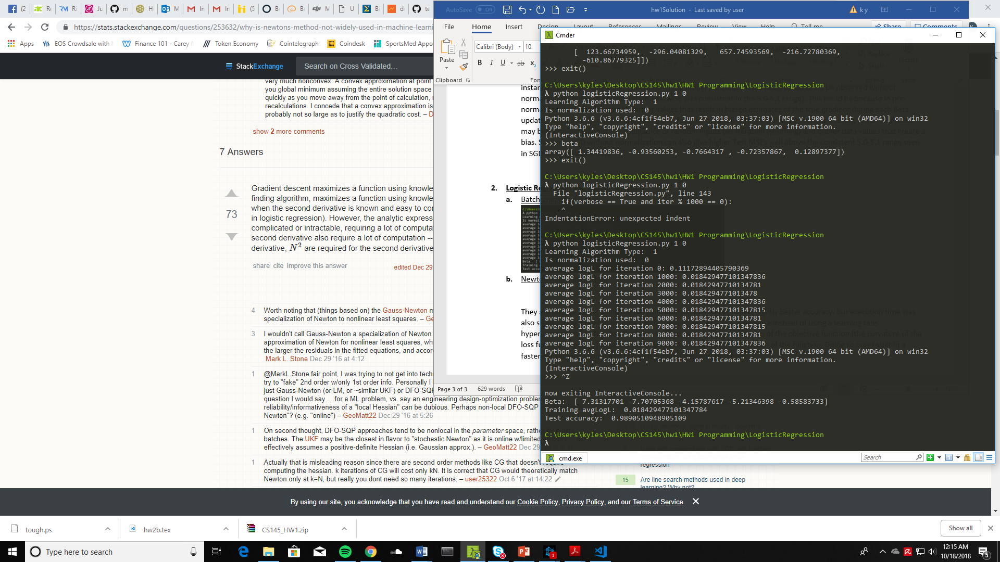 (2
Re
Ri
Ju
m
H
M
In
In
(5
B
B
M
U
B
d
te
https://stats.stackexchange.com/questions/253632/why-is-newtons-method-not-widely-used-in-machine-learni
Apps
EOS Crowdsale with
Finance 101 - Carey
Token Economy
Cointelegraph
Coindesk
SportsMed Appo
StackExchange
Search on Cross Validated...
very much nonconvex. A convex approximation at point
you global minimum assuming the entire solution space
quickly as you move away from the point of calculation,
recalculations. I concede that a convex approximation is
probably not so large as to justify the quadratic cost. – D
show 2 more comments
7 Answers
Gradient descent maximizes a function using knowle
finding algorithm, maximizes a function using knowle
when the second derivative is known and easy to cor
in logistic regression). However, the analytic express
complicated or intractable, requiring a lot of computa
second derivative also require a lot of computation --
derivative, N² are required for the second derivative
73
share cite improve this answer
edited Dec 29
4 Worth noting that (things based on) the Gauss-Newton m
specialization of Newton to nonlinear least squares. – Ge
3 I wouldn't call Gauss-Newton a specialization of Newton
approximation of Newton for nonlinear least squares, wh
the larger the residuals in the fitted equations, and accor
Mark L. Stone Dec 29 '16 at 4:12
1 @MarkL.Stone fair point, I was trying to not get into techn
try to "fake" 2nd order w/only 1st order info. Personally I
just Gauss-Newton (or LM, or ~similar UKF) or DFO-SQP
question I would say ... for a ML problem, vs. say an engineering design-optimization probler
reliability/informativeness of a "local Hessian" can be dubious. Perhaps non-local DFO-SQP
Newton"? (e.g. "online") – GeoMatt22 Dec 29 '16 at 5:26
1 On second thought, DFO-SQP approaches tend to be nonlocal in the parameter space, rathe
batches. The UKF may be the closest in flavor to "stochastic Newton" as it is online w/limited
effectively assumes a positive-definite Hessian (i.e. Gaussian approx.). – GeoMatt22 Dec 29
1 Actually that is misleading reason since there are second order methods like CG that doesn't require
computing the hessian. k iterations of CG will cost only kN. It is correct that CG would theoretically match
Newton only at k=N, but really you dont need so many iterations. – user25322 Oct 6 '17 at 14:22
regression
15 Are line search methods used in deep
learning? Why not?
By using our site, you acknowledge that you have read and understand our Cookie Policy, Privacy Policy, and our Terms of Service.
AutoSave Off
hw1Solution - Last saved by user
k y
File Home Insert Design Layout References Mailings Review View Help Tell me
Share Comments
Paste
Clipboard
Calibri (Body) 10
B I U ab x₂
Fon
instan
norma
norma
updat
may b
bias. S
in SGD
2. Logistic Re
a. Batch
b. Newto
They a
also s
hyper
loss fu
faster
Page 3 of 3 629 words
Cmder
[ 123.66734959, -296.04081329, 657.74593569, -216.72780369,
-610.86779325]])
>>> exit()
C:\Users\kyles\Desktop\CS145\hw1\HW1 Programming\LogisticRegression
λ python logisticRegression.py 1 0
Learning Algorithm Type: 1
Is normalization used: 0
Python 3.6.6 (v3.6.6:4cf1f54eb7, Jun 27 2018, 03:37:03) [MSC v.1900 64 bit (AMD64)] on win32
Type "help", "copyright", "credits" or "license" for more information.
(InteractiveConsole)
>>> beta
array([ 1.34419836, -0.93560253, -0.7664317 , -0.72357867, 0.12897377])
>>> exit()
C:\Users\kyles\Desktop\CS145\hw1\HW1 Programming\LogisticRegression
λ python logisticRegression.py 1 0
File "logisticRegression.py", line 143
if(verbose == True and iter % 1000 == 0):
^
IndentationError: unexpected indent
C:\Users\kyles\Desktop\CS145\hw1\HW1 Programming\LogisticRegression
λ python logisticRegression.py 1 0
Learning Algorithm Type: 1
Is normalization used: 0
average logL for iteration 0: 0.11172894405790369
average logL for iteration 1000: 0.018429477101347836
average logL for iteration 2000: 0.01842947710134781
average logL for iteration 3000: 0.0184294771013478
average logL for iteration 4000: 0.018429477101347836
average logL for iteration 5000: 0.018429477101347815
average logL for iteration 6000: 0.01842947710134781
average logL for iteration 7000: 0.018429477101347815
average logL for iteration 8000: 0.01842947710134781
average logL for iteration 9000: 0.018429477101347836
Python 3.6.6 (v3.6.6:4cf1f54eb7, Jun 27 2018, 03:37:03) [MSC v.1900 64 bit (AMD64)] on win32
Type "help", "copyright", "credits" or "license" for more information.
(InteractiveConsole)
>>> ^Z
now exiting InteractiveConsole...
Beta: [ 7.31317701 -7.70705368 -4.15787617 -5.21346398 -0.58583733]
Training avgLogL: 0.018429477101347784
Test accuracy: 0.9890510948905109
C:\Users\kyles\Desktop\CS145\hw1\HW1 Programming\LogisticRegression
λ
cmd.exe
Search
tough.ps
hw2b.tex
CS145_HW1.zip
Show all
Type here to search
12:15 AM
10/18/2018
5